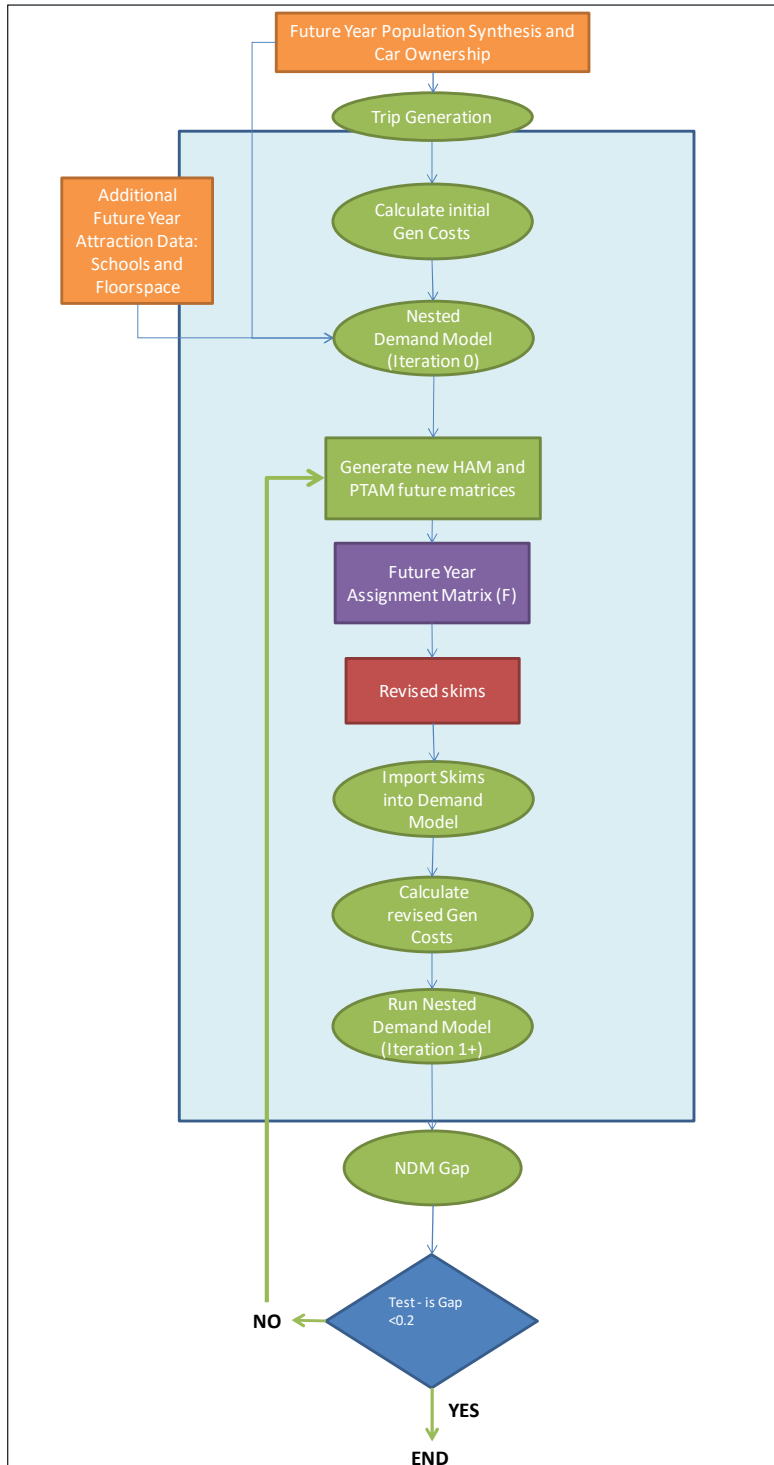 Future Year Population Synthesis and
Car Ownership
Trip Generation
Additional
Future Year
Attraction Data:
Schools and
Floorspace
Calculate initial
Gen Costs
Nested
Demand Model
(Iteration 0)
Generate new HAM and
PTAM future matrices
Future Year
Assignment Matrix (F)
Revised skims
Import Skims
into Demand
Model
Calculate
revised Gen
Costs
Run Nested
Demand Model
(Iteration 1+)
NDM Gap
Test - is Gap
<0.2
NO
YES
END